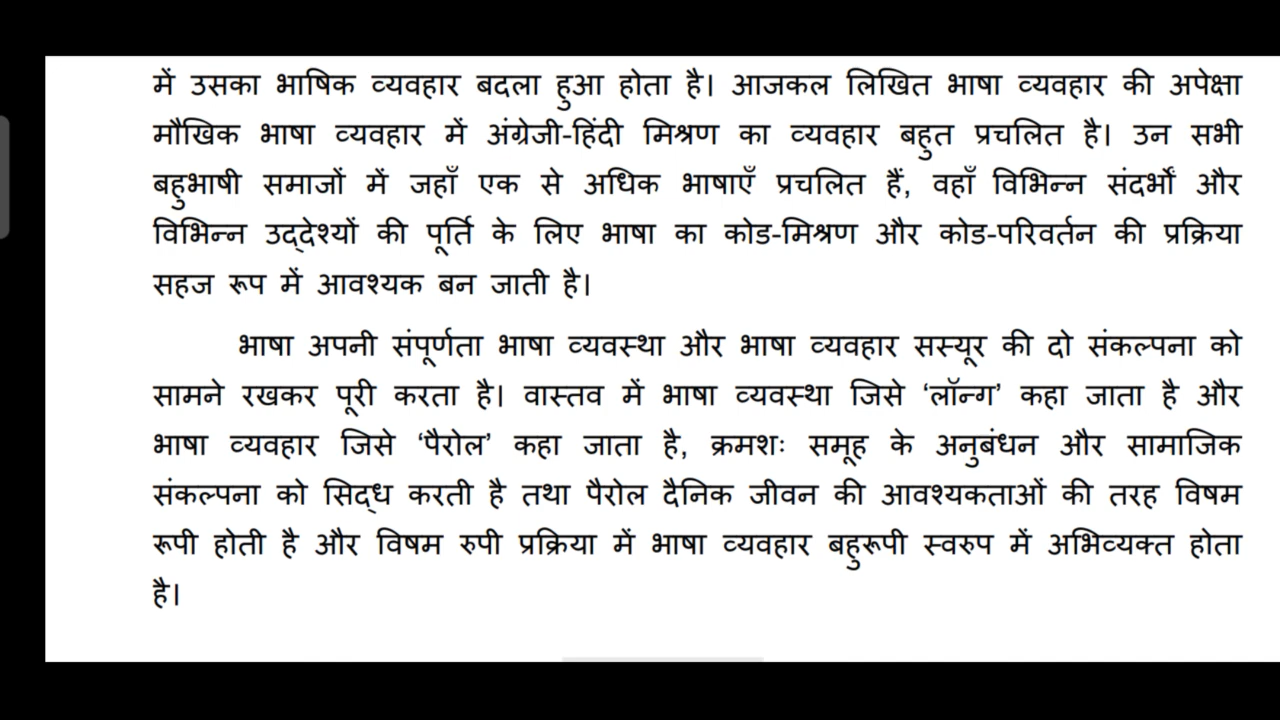 में उसका भाषिक व्यवहार बदला हुआ होता है। आजकल लिखित भाषा व्यवहार की अपेक्षा
मौखिक भाषा व्यवहार में अंग्रेजी-हिंदी मिश्रण का व्यवहार बहुत प्रचलित है। उन सभी
बहुभाषी समाजों में जहाँ एक से अधिक भाषाएँ प्रचलित हैं, वहाँ विभिन्न संदर्भों और
विभिन्न उद्‌देश्यों की पूर्ति के लिए भाषा का कोड-मिश्रण और कोड-परिवर्तन की प्रक्रिया
सहज रूप में आवश्यक बन जाती है।
भाषा अपनी संपूर्णता भाषा व्यवस्था और भाषा व्यवहार सस्यूर की दो संकल्पना को
सामने रखकर पूरी करता है। वास्तव में भाषा व्यवस्था जिसे ‘लॉन्ग’ कहा जाता है और
भाषा व्यवहार जिसे ‘पैरोल’ कहा जाता है, क्रमशः समूह के अनुबंधन और सामाजिक
संकल्पना को सिद्‌ध करती है तथा पैरोल दैनिक जीवन की आवश्यकताओं की तरह विषम
रूपी होती है और विषम रुपी प्रक्रिया में भाषा व्यवहार बहुरूपी स्वरुप में अभिव्यक्त होता
है।